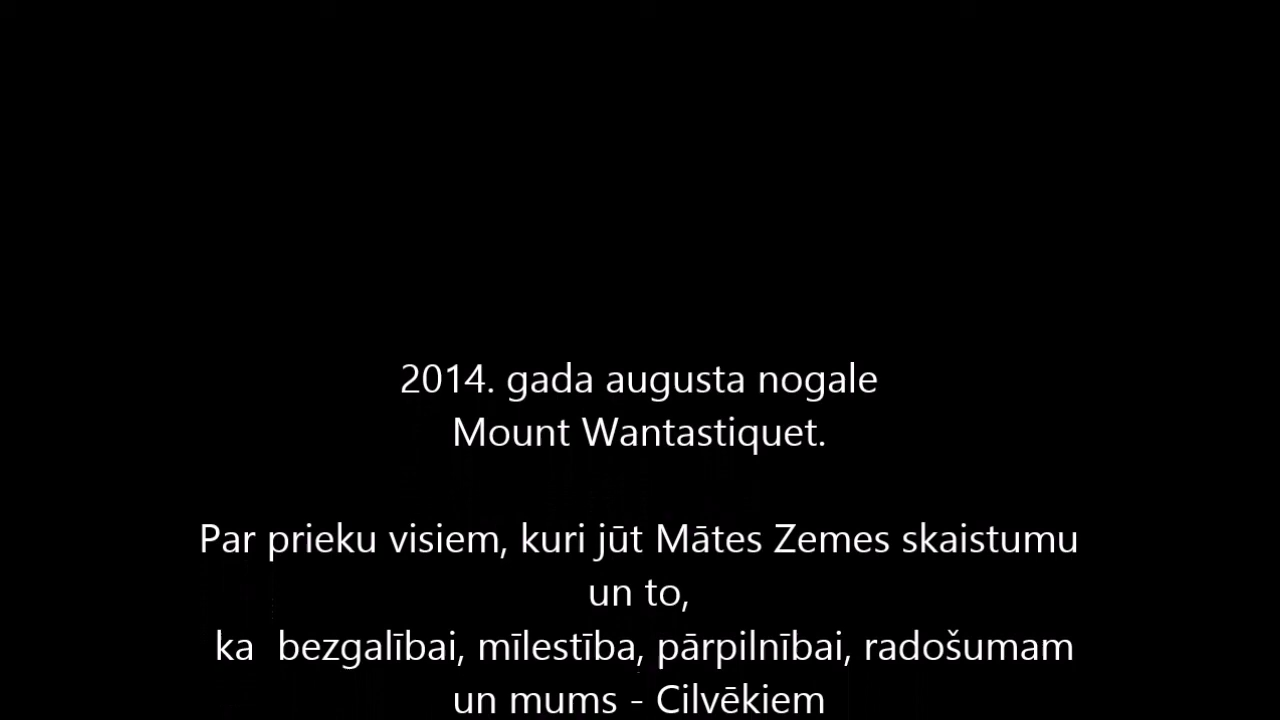 2014. gada augusta nogale
Mount Wantastiquet.
Par prieku visiem, kuri jūt Mātes Zemes skaistumu
un to,
ka  bezgalībai, mīlestība, pārpilnībai, radošumam
un mums - Cilvēkiem